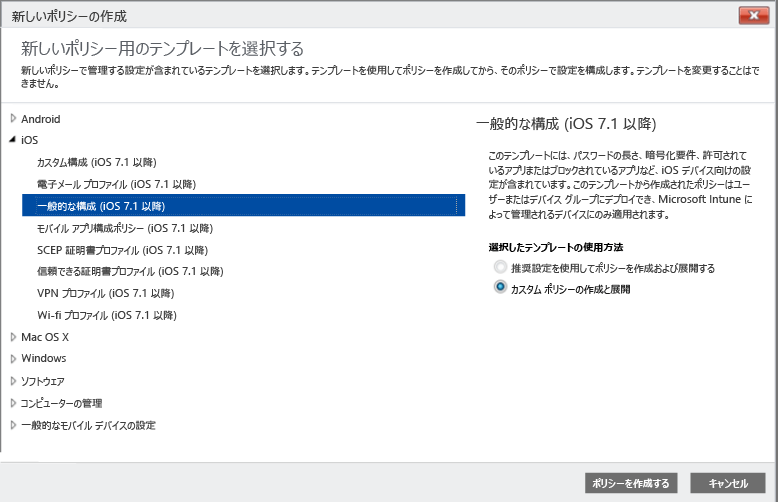 新しいポリシーの作成
新しいポリシー用のテンプレートを選択する
新しいポリシーで管理する設定が含まれているテンプレートを選択します。テンプレートを使用してポリシーを作成してから、そのポリシーで設定を構成します。テンプレートを変更することはで
きません。
Android
iOS
カスタム構成 (iOS 7.1 以降)
電子メール プロファイル (iOS 7.1 以降)
一般的な構成 (iOS 7.1 以降)
モバイル アプリ構成ポリシー (iOS 7.1 以降)
SCEP 証明書プロファイル (iOS 7.1 以降)
信頼できる証明書プロファイル (iOS 7.1 以降)
VPN プロファイル (iOS 7.1 以降)
Wi-fi プロファイル (iOS 7.1 以降)
Mac OS X
Windows
ソフトウェア
コンピューターの管理
一般的なモバイル デバイスの設定
一般的な構成 (iOS 7.1 以降)
このテンプレートには、パスワードの長さ、暗号化要件、許可されて
いるアプリまたはブロックされているアプリなど、iOS デバイス向けの設
定が含まれています。このテンプレートから作成されたポリシーはユー
ザーまたはデバイス グループにデプロイでき、Microsoft Intune に
よって管理されるデバイスにのみ適用されます。
選択したテンプレートの使用方法
推奨設定を使用してポリシーを作成および展開する
カスタム ポリシーの作成と展開
ポリシーを作成する
キャンセル